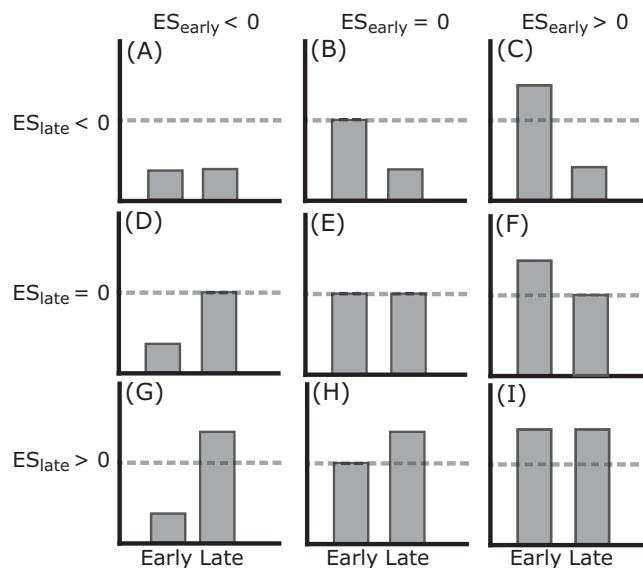 ES_early < 0 ES_early = 0 ES_early > 0
(A) (B) (C)
ES_late < 0
(D) (E) (F)
ES_late = 0
(G) (H) (I)
ES_late > 0
Early Late Early Late Early Late